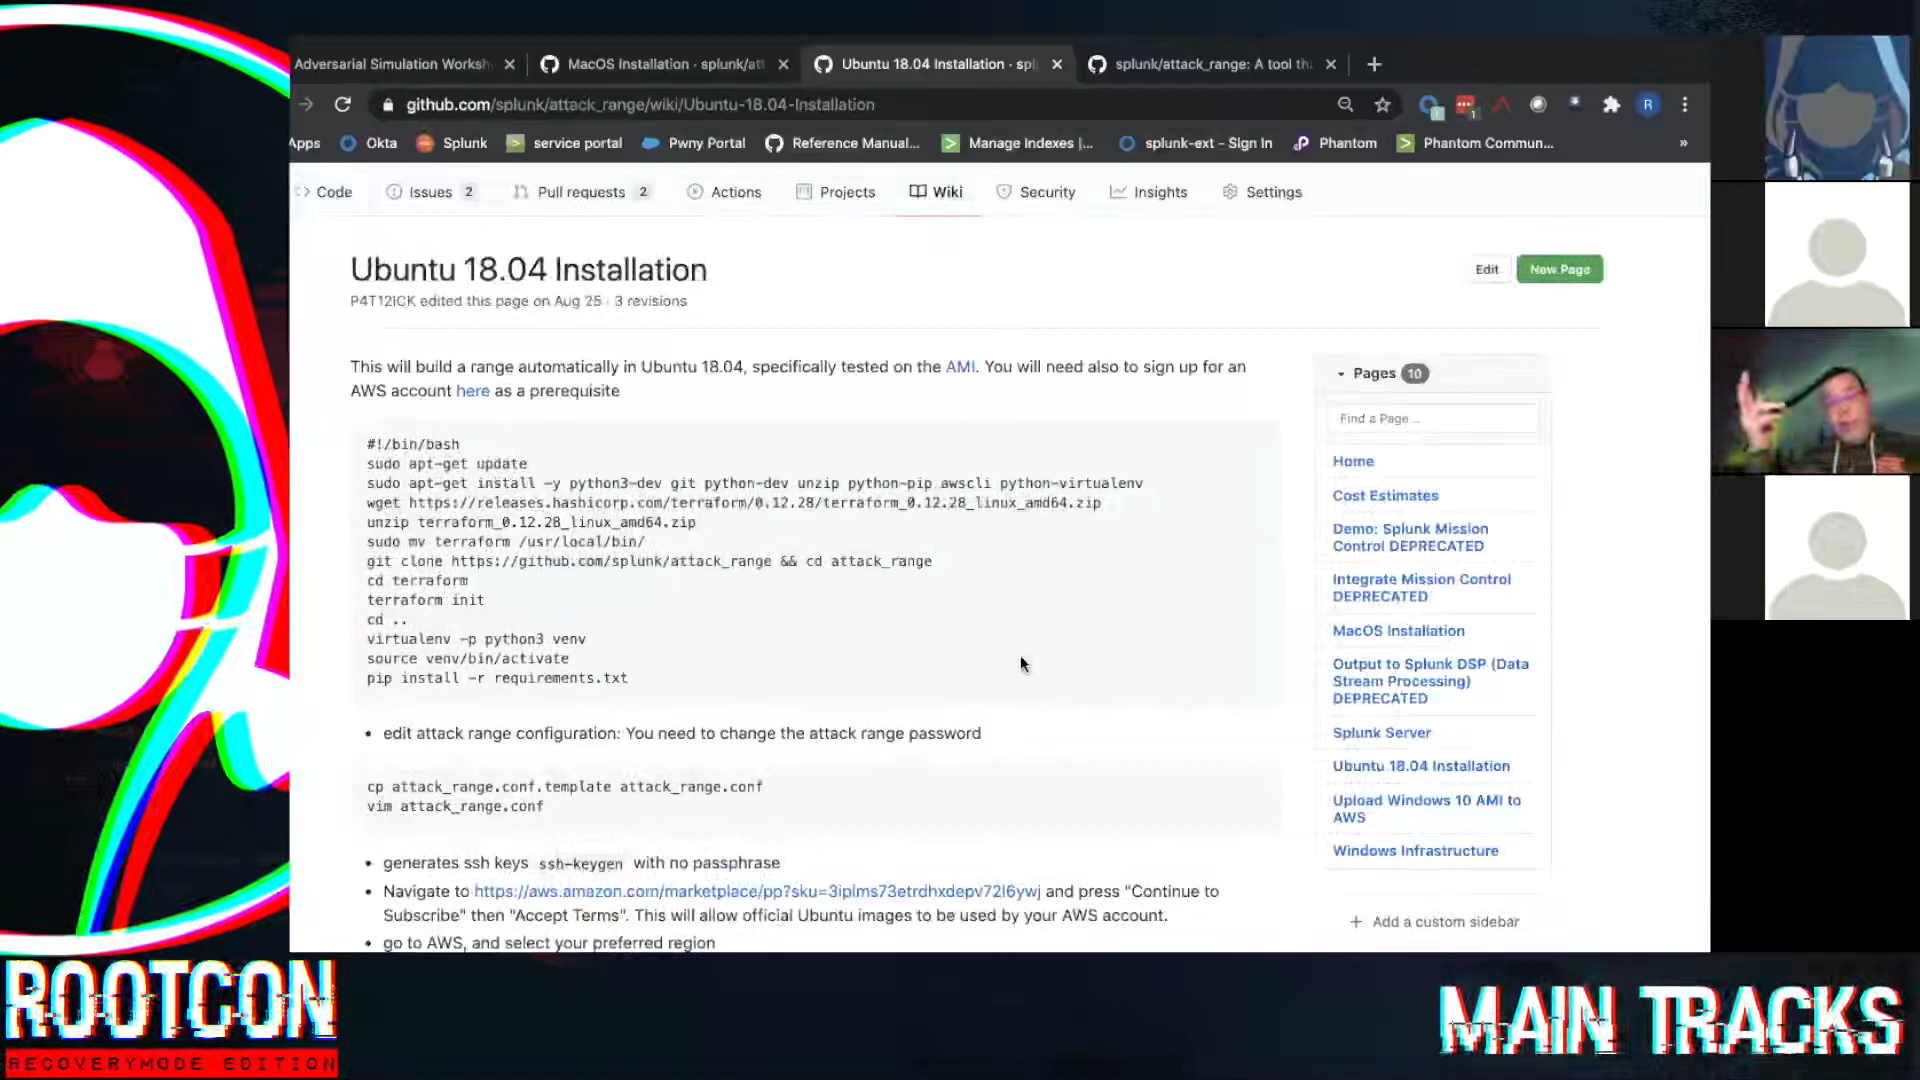 Adversarial Simulation Worksh
MacOS Installation · splunk/att
Ubuntu 18.04 Installation · spl
splunk/attack_range: A tool th
github.com/splunk/attack_range/wiki/Ubuntu-18.04-Installation
R
1
Apps
Okta
Splunk
service portal
Pwny Portal
Reference Manual...
Manage Indexes |...
splunk-ext - Sign In
Phantom
Phantom Commun...
»
Code
Issues 2
Pull requests 2
Actions
Projects
Wiki
Security
Insights
Settings
Ubuntu 18.04 Installation
Edit
New Page
P4T12ICK edited this page on Aug 25 · 3 revisions
This will build a range automatically in Ubuntu 18.04, specifically tested on the AMI. You will need also to sign up for an
AWS account here as a prerequisite
#!/bin/bash
sudo apt-get update
sudo apt-get install -y python3-dev git python-dev unzip python-pip awscli python-virtualenv
wget https://releases.hashicorp.com/terraform/0.12.28/terraform_0.12.28_linux_amd64.zip
unzip terraform_0.12.28_linux_amd64.zip
sudo mv terraform /usr/local/bin/
git clone https://github.com/splunk/attack_range && cd attack_range
cd terraform
terraform init
cd ..
virtualenv -p python3 venv
source venv/bin/activate
pip install -r requirements.txt
• edit attack range configuration: You need to change the attack range password
cp attack_range.conf.template attack_range.conf
vim attack_range.conf
• generates ssh keys ssh-keygen with no passphrase
• Navigate to https://aws.amazon.com/marketplace/pp?sku=3iplms73etrdhxdepv72l6ywj and press "Continue to
Subscribe" then "Accept Terms". This will allow official Ubuntu images to be used by your AWS account.
• go to AWS, and select your preferred region
Pages 10
Find a Page...
Home
Cost Estimates
Demo: Splunk Mission
Control DEPRECATED
Integrate Mission Control
DEPRECATED
MacOS Installation
Output to Splunk DSP (Data
Stream Processing)
DEPRECATED
Splunk Server
Ubuntu 18.04 Installation
Upload Windows 10 AMI to
AWS
Windows Infrastructure
+ Add a custom sidebar
ROOTCON
RECOVERYMODE EDITION
MAIN TRACKS